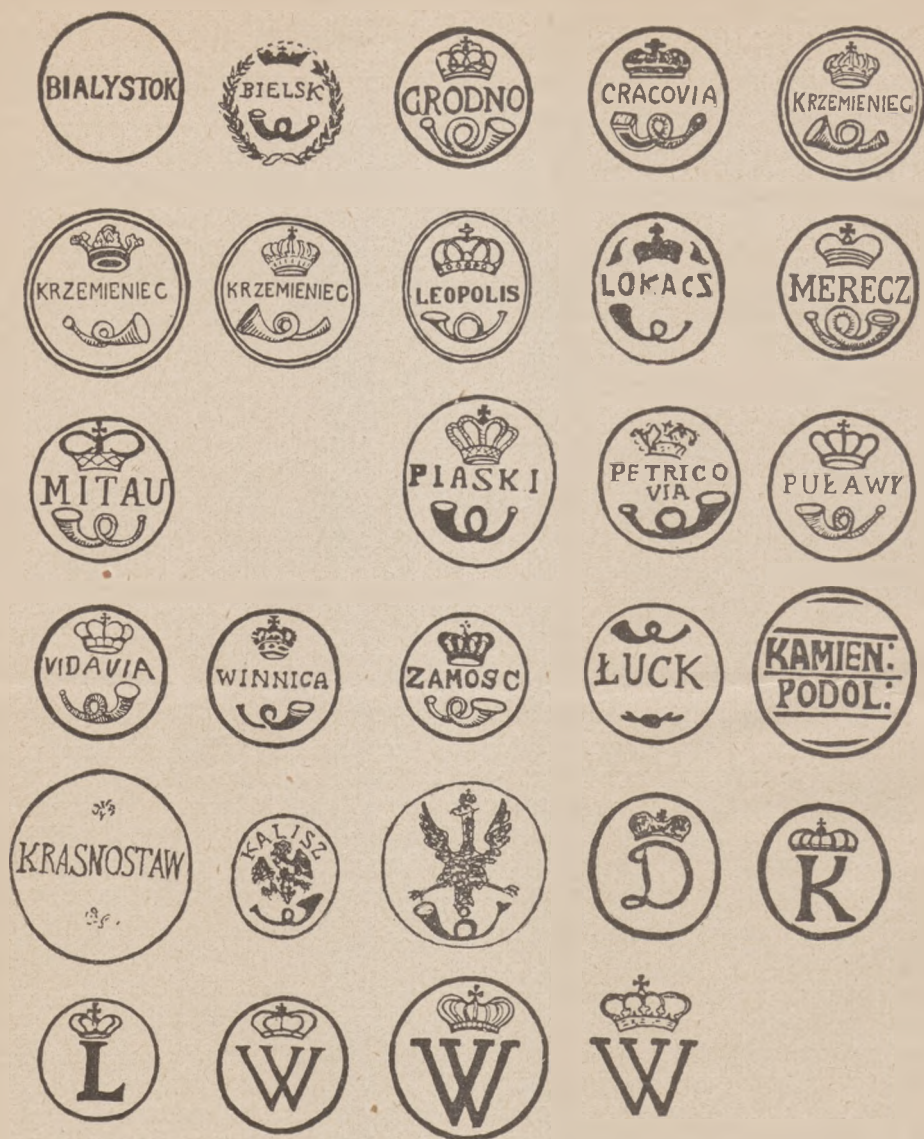 BIALYSTOK
BIELSK
GRODNO
CRACOVIA
KRZEMIENIEC
KRZEMIENIEC
KRZEMIENIEC
LEOPOLIS
LOKACZ
MERECZ
MITAU
PIASKI
PETRICO
VIA
PUŁAWY
VIDAVIA
WINNICA
ZAMOSC
ŁUCK
KAMIEN:
PODOL:
KRASNOSTAW
KALISZ
D
K
L
W
W
W